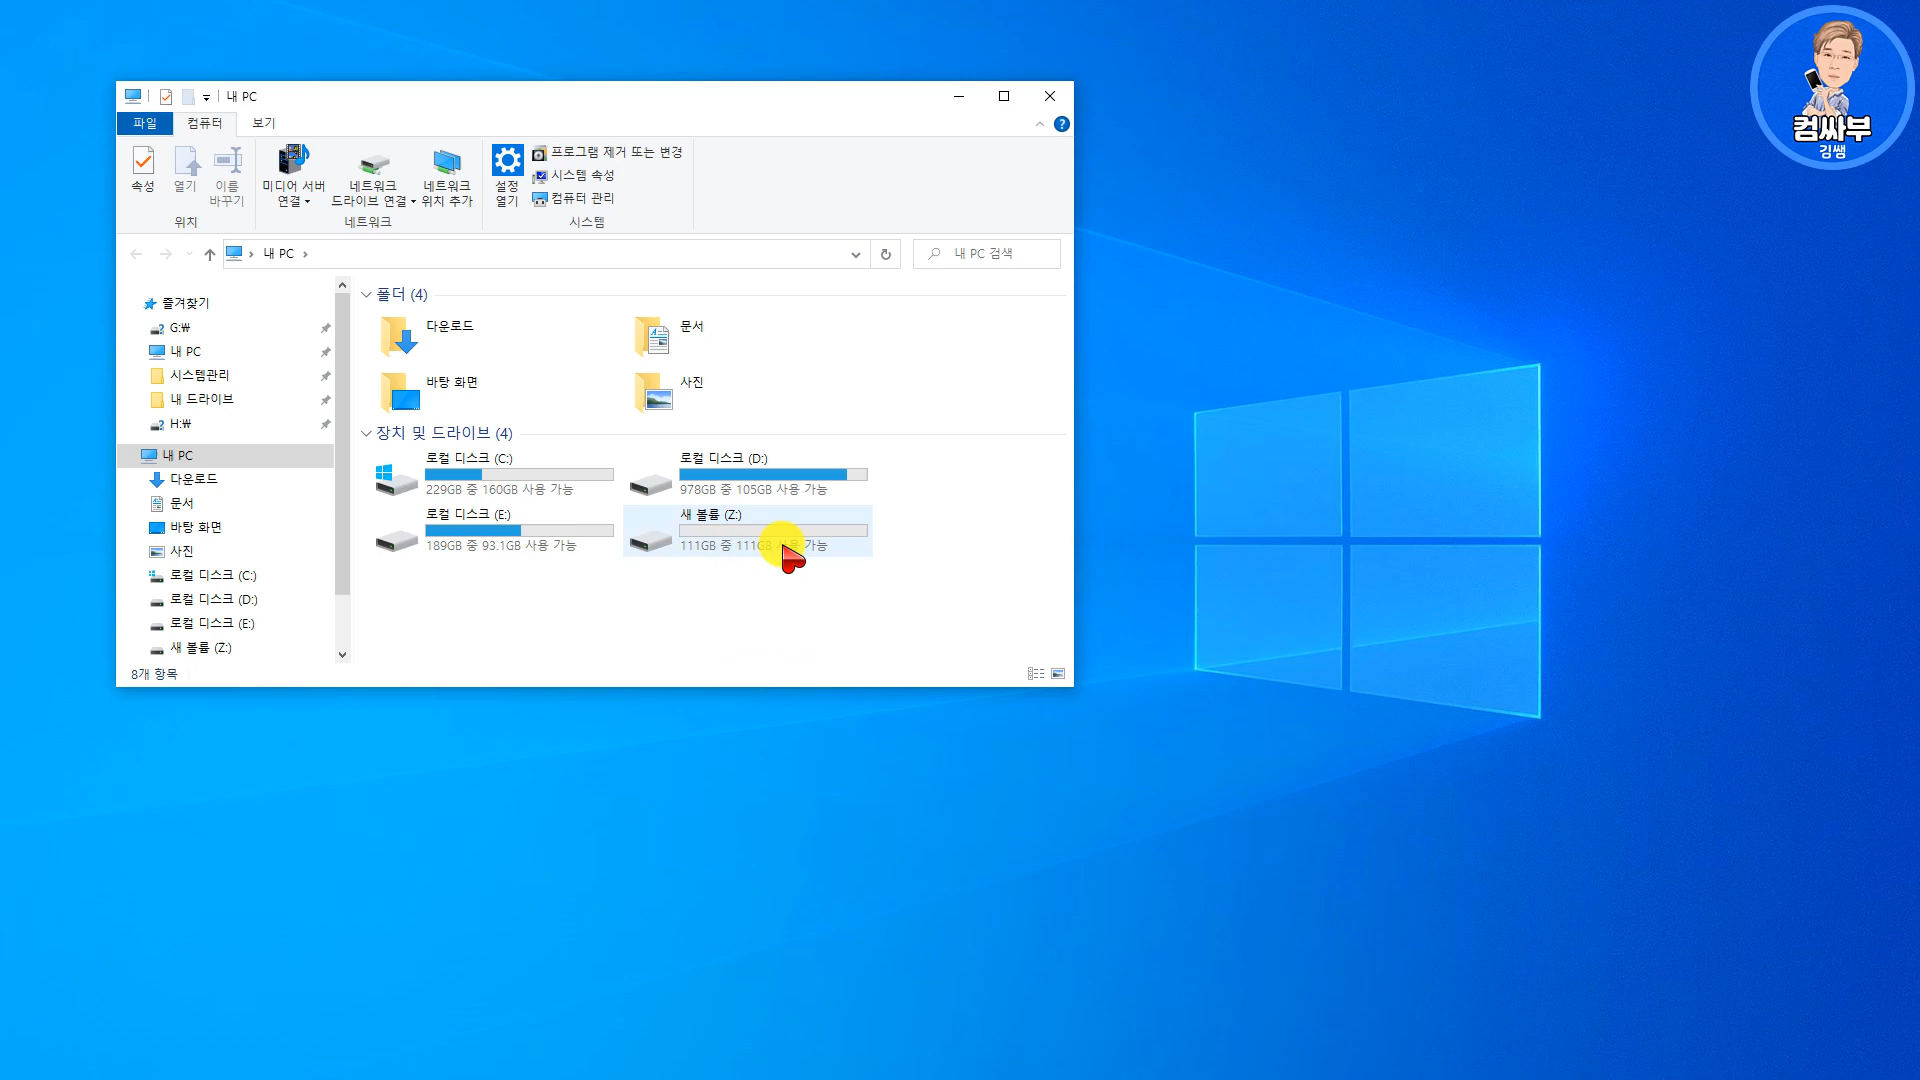 내 PC
파일
컴퓨터
보기
속성
열기
이름
바꾸기
위치
미디어 서버
연결
네트워크
드라이브 연결
네트워크
위치 추가
네트워크
설정
열기
프로그램 제거 또는 변경
시스템 속성
컴퓨터 관리
시스템
내 PC
내 PC 검색
즐겨찾기
G:₩
내 PC
시스템관리
내 드라이브
H:₩
내 PC
다운로드
문서
바탕 화면
사진
로컬 디스크 (C:)
로컬 디스크 (D:)
로컬 디스크 (E:)
새 볼륨 (Z:)
폴더 (4)
다운로드
문서
바탕 화면
사진
장치 및 드라이브 (4)
로컬 디스크 (C:)
229GB 중 160GB 사용 가능
로컬 디스크 (D:)
978GB 중 105GB 사용 가능
로컬 디스크 (E:)
189GB 중 93.1GB 사용 가능
새 볼륨 (Z:)
111GB 중 111GB 사용 가능
8개 항목
컴싸부
김쌤